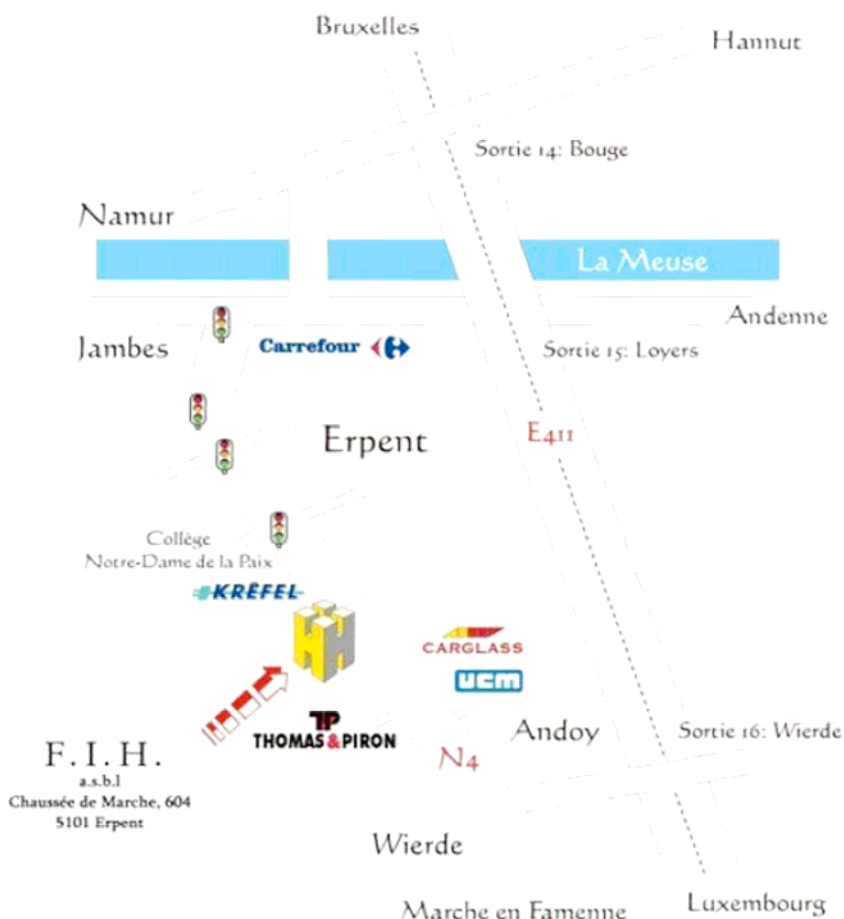 Bruxelles
Hannut
Sortie 14: Bouge
Namur
La Meuse
Andenne
Jambes
Carrefour
Sortie 15: Loyers
Erpent
E411
Collège
Notre-Dame de la Paix
KRËFEL
CARGLASS
ucm
TP
THOMAS & PIRON
Andoy
Sortie 16: Wierde
N4
F.I.H.
a.s.b.l
Chaussée de Marche, 604
5101 Erpent
Wierde
Marche en Famenne
Luxembourg